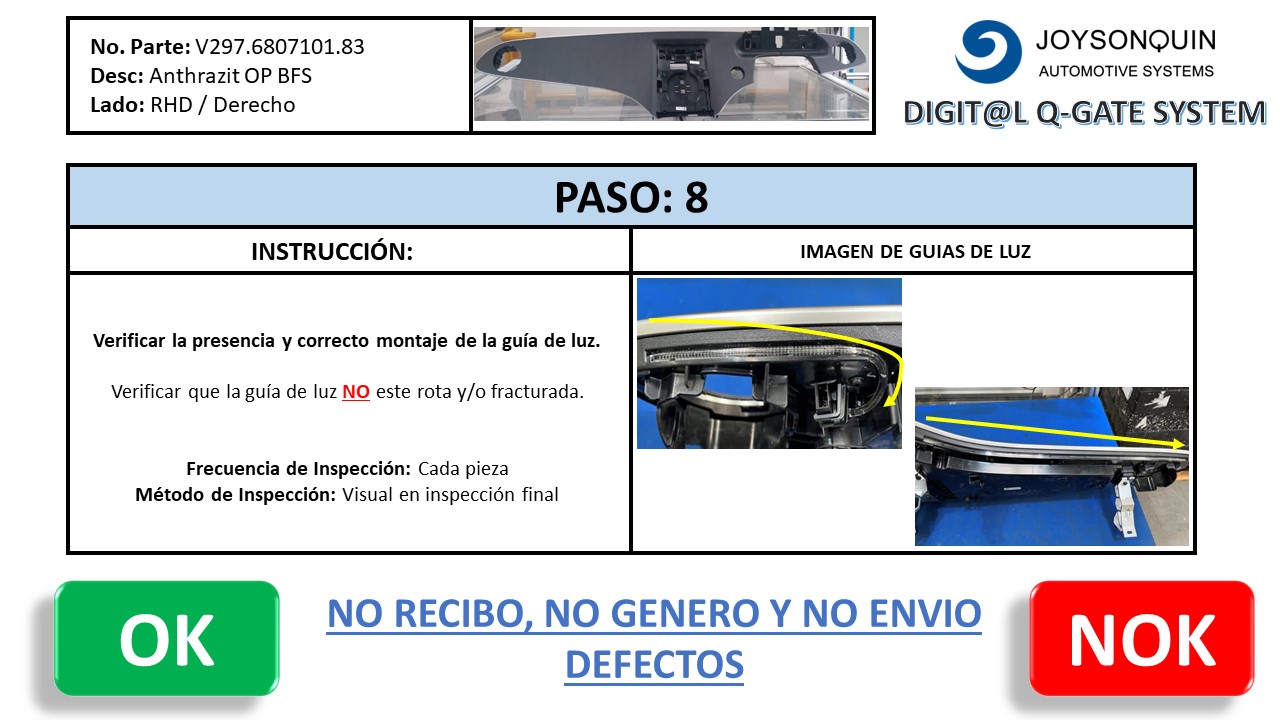 No. Parte: V297.6807101.83
Desc: Anthrazit OP BFS
Lado: RHD / Derecho
JOYSONQUIN
AUTOMOTIVE SYSTEMS
DIGIT@L Q-GATE SYSTEM
PASO: 8
INSTRUCCIÓN:
IMAGEN DE GUIAS DE LUZ
Verificar la presencia y correcto montaje de la guía de luz.
Verificar que la guía de luz NO este rota y/o fracturada.
Frecuencia de Inspección: Cada pieza
Método de Inspección: Visual en inspección final
OK
NO RECIBO, NO GENERO Y NO ENVIO
DEFECTOS
NOK